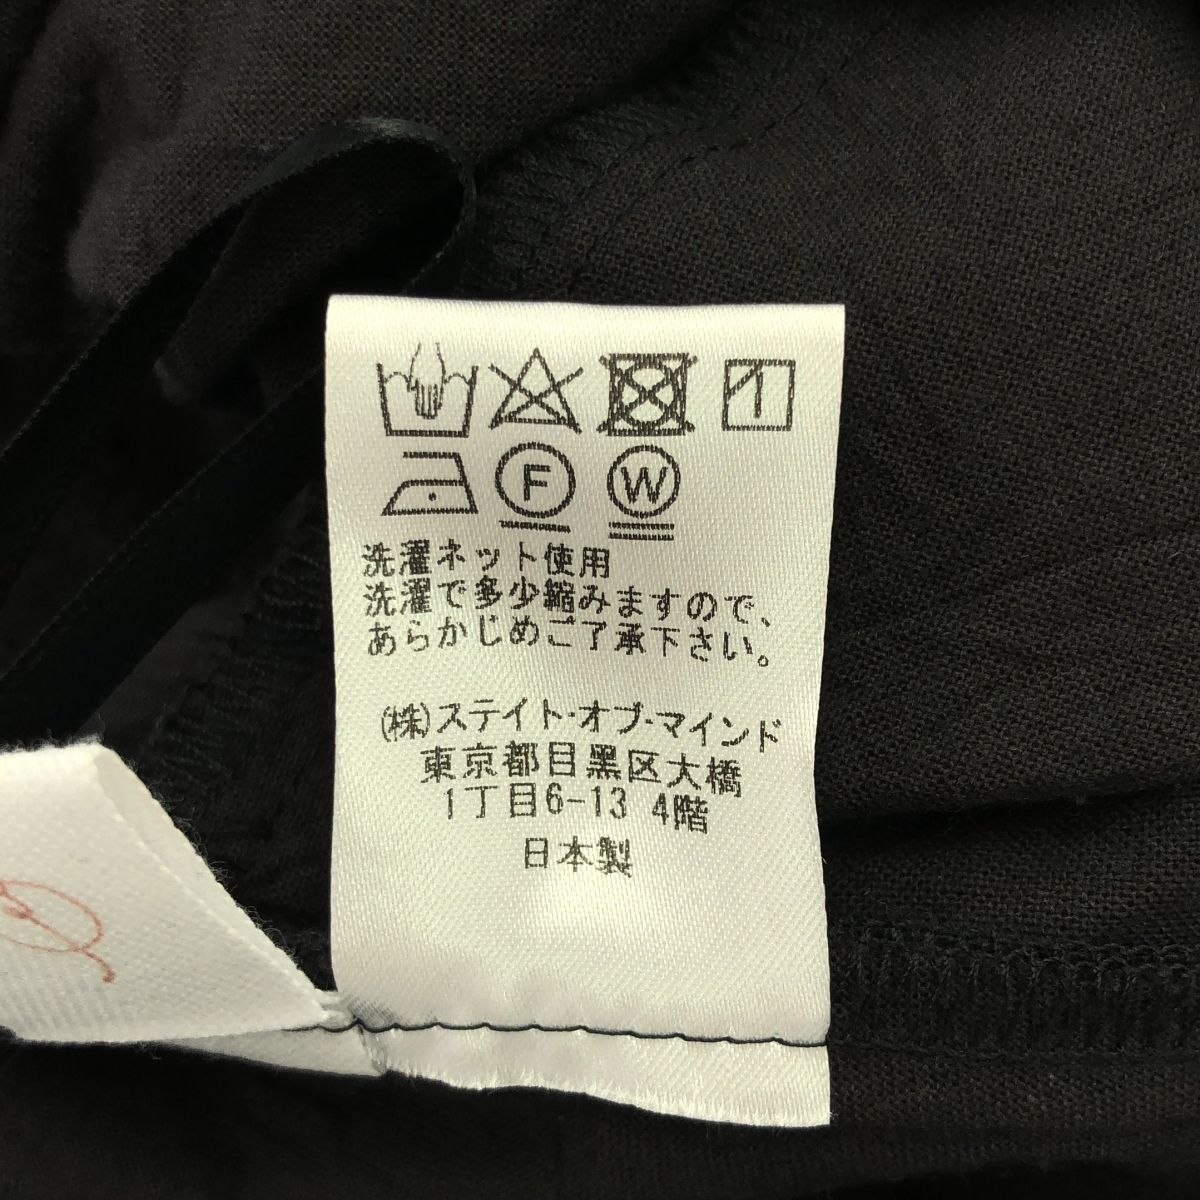 F W
洗濯ネット使用
洗濯で多少縮みますので、
あらかじめご了承下さい。
(株)ステイト・オブ・マインド
東京都目黒区大橋
1丁目6-13 4階
日本製